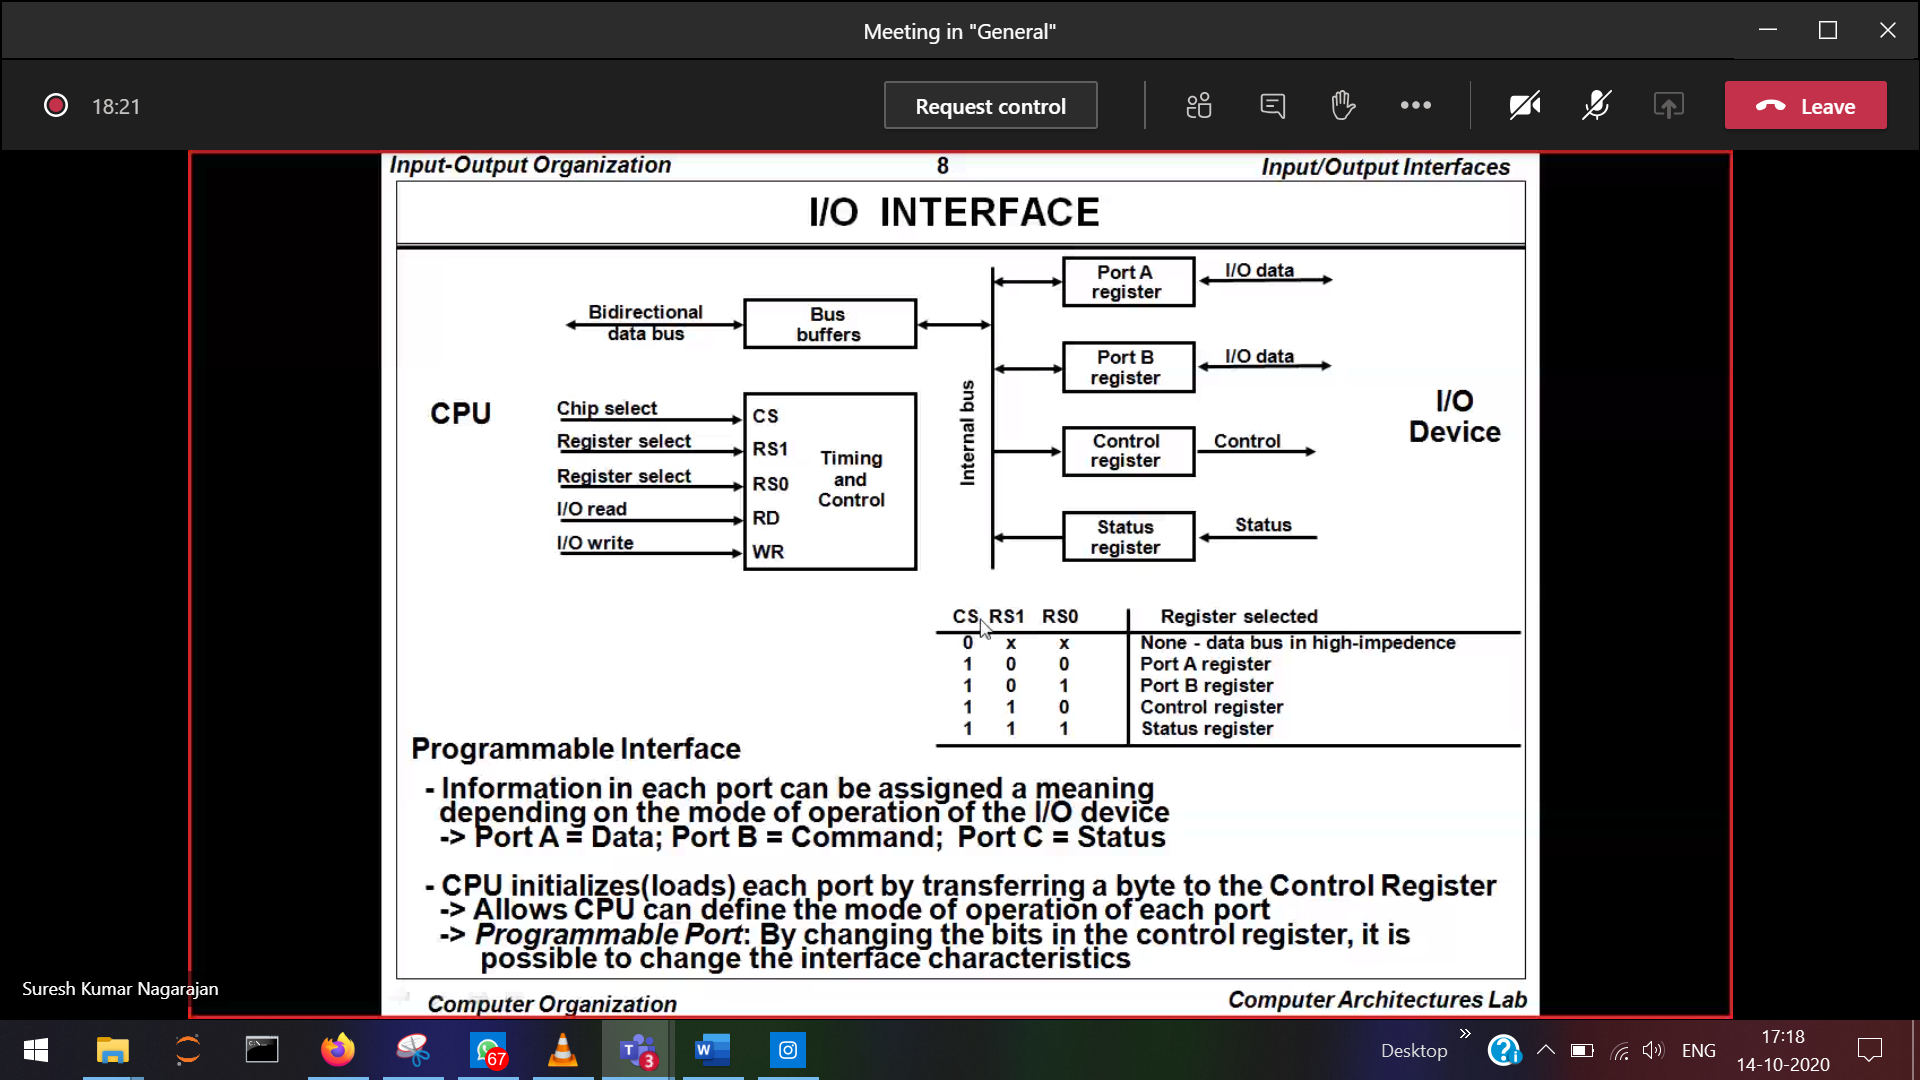 Meeting in "General"
18:21
Request control
Leave
Input-Output Organization 8 Input/Output Interfaces
I/O INTERFACE
Bidirectional
data bus
Bus
buffers
Port A
register
I/O data
Port B
register
I/O data
CPU
Chip select
Register select
Register select
I/O read
I/O write
CS
RS1
RS0
RD
WR
Timing
and
Control
Internal bus
Control
register
Control
Status
register
Status
I/O
Device
CS RS1 RS0 Register selected
0 x x None - data bus in high-impedence
1 0 0 Port A register
1 0 1 Port B register
1 1 0 Control register
1 1 1 Status register
Programmable Interface
- Information in each port can be assigned a meaning
depending on the mode of operation of the I/O device
-> Port A = Data; Port B = Command; Port C = Status
- CPU initializes(loads) each port by transferring a byte to the Control Register
-> Allows CPU can define the mode of operation of each port
-> Programmable Port: By changing the bits in the control register, it is
possible to change the interface characteristics
Suresh Kumar Nagarajan
Computer Organization Computer Architectures Lab
67
T
3
W
Desktop
ENG
17:18
14-10-2020